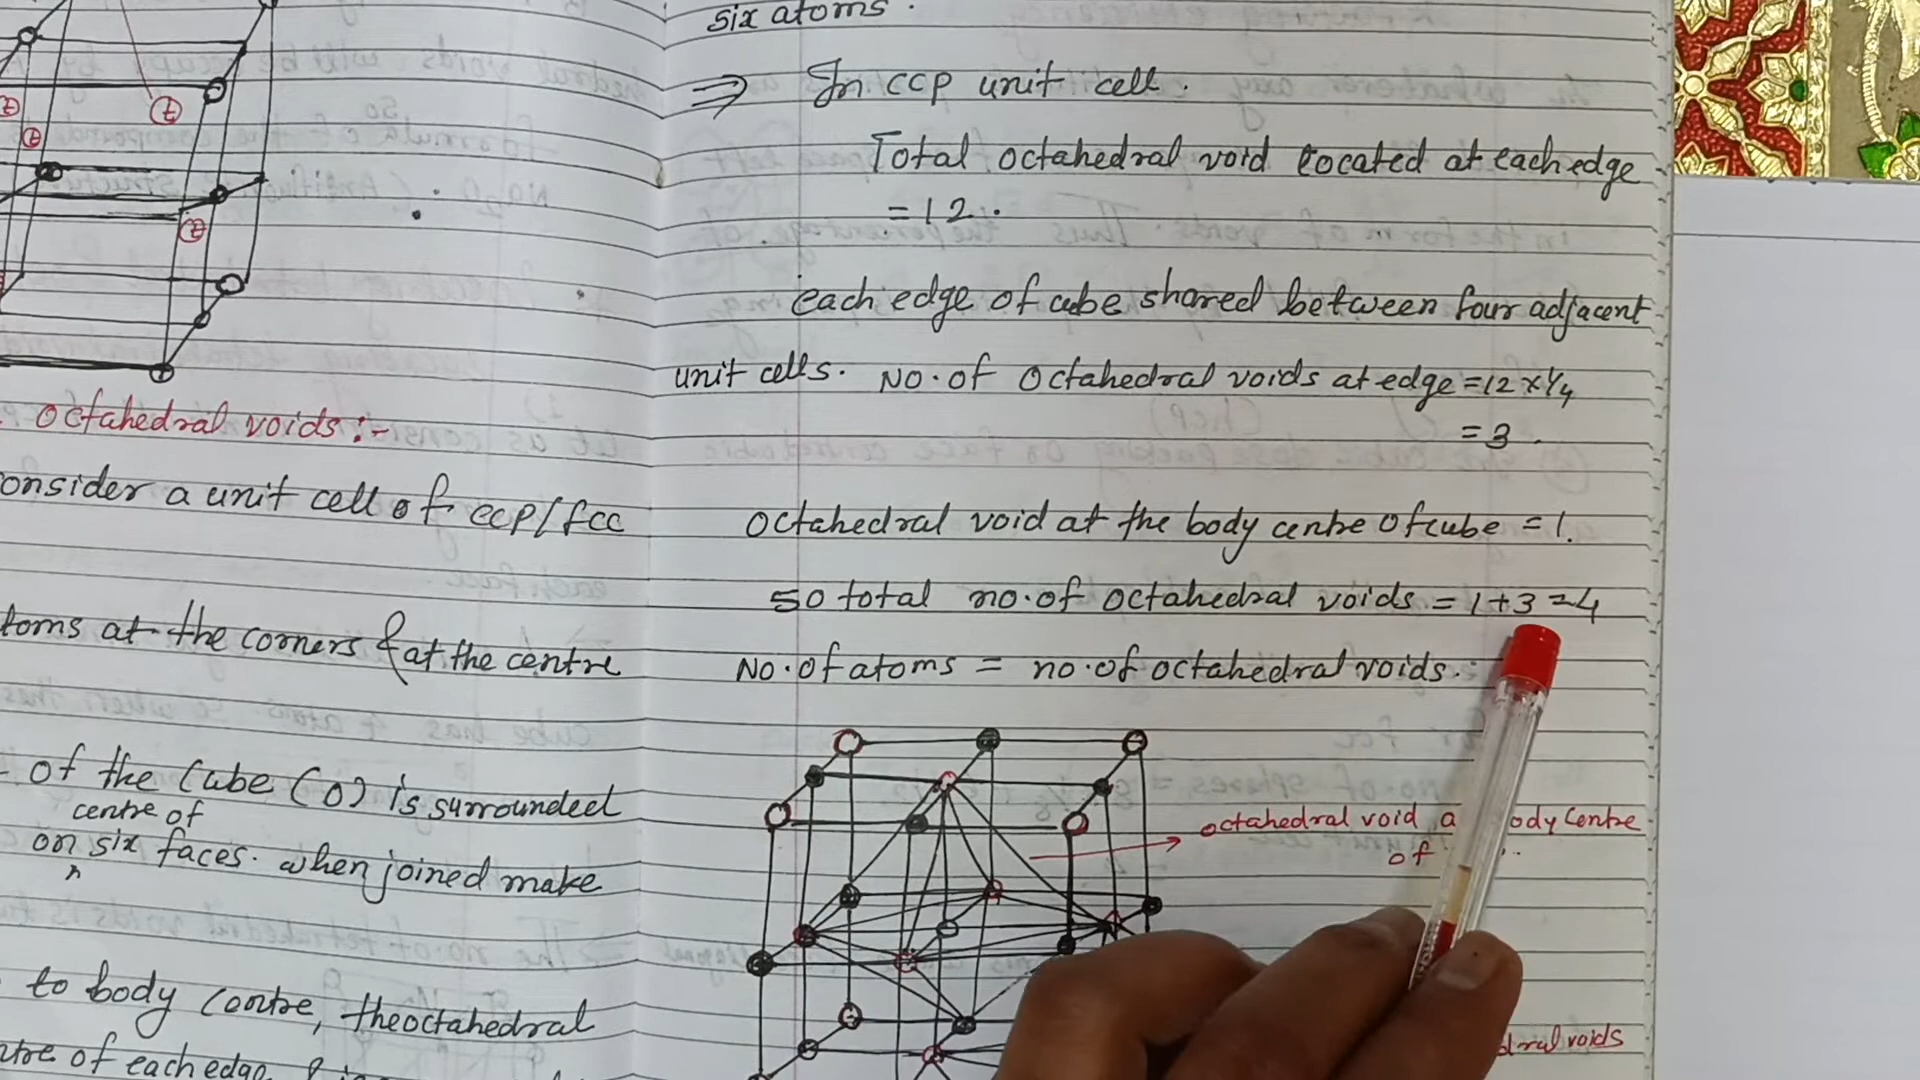 octahedral voids :-
onsider a unit cell of ccp/fcc
toms at the corners & at the centre
of the Cube (O) is surrounded
centre of
on six faces. when joined make
to body Centre, the octahedral
ntre of each edge
six atoms.
⇒ In CCP unit cell.
Total octahedral void located at each edge
= 12.
each edge of cube shared between four adjacent
unit cells. No. of Octahedral voids at edge = 12 × 1/4
= 3.
Octahedral void at the body centre of cube = 1.
So total no. of octahedral voids = 1+3 = 4
No. of atoms = no. of octahedral voids.
octahedral void a ody Centre
of
dral voids